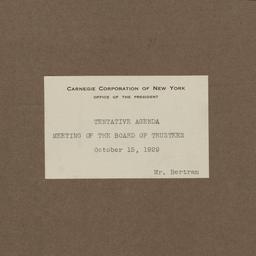 CARNEGIE CORPORATION OF NEW YORK
OFFICE OF THE PRESIDENT
TENTATIVE AGENDA
MEETING OF THE BOARD OF TRUSTEES
October 15, 1929
Mr. Bertram